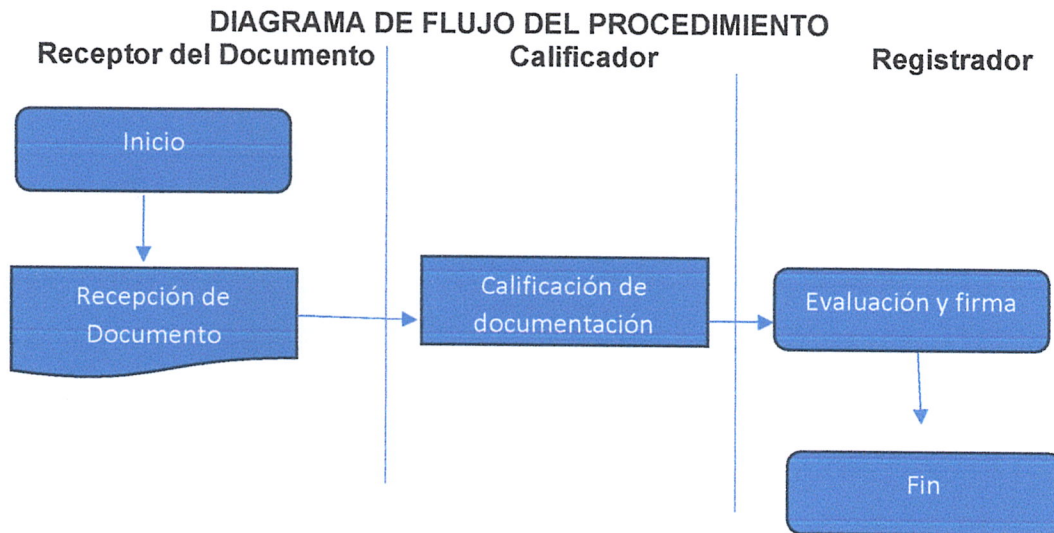 DIAGRAMA DE FLUJO DEL PROCEDIMIENTO
Receptor del Documento
Calificador
Registrador
Inicio
Recepción de
Documento
Calificación de
documentación
Evaluación y firma
Fin